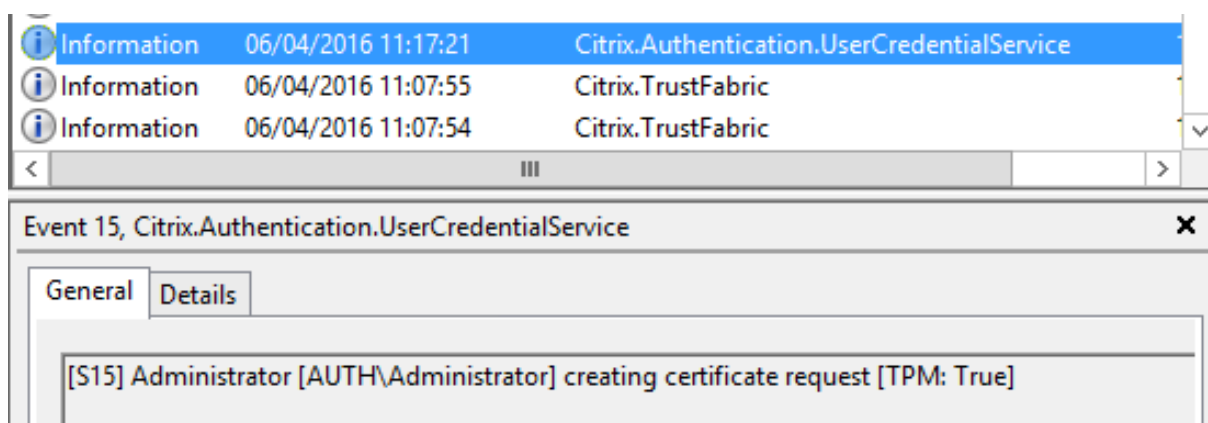 Information 06/04/2016 11:17:21 Citrix.Authentication.UserCredentialService
Information 06/04/2016 11:07:55 Citrix.TrustFabric
Information 06/04/2016 11:07:54 Citrix.TrustFabric
Event 15, Citrix.Authentication.UserCredentialService
General Details
[S15] Administrator [AUTH\Administrator] creating certificate request [TPM: True]